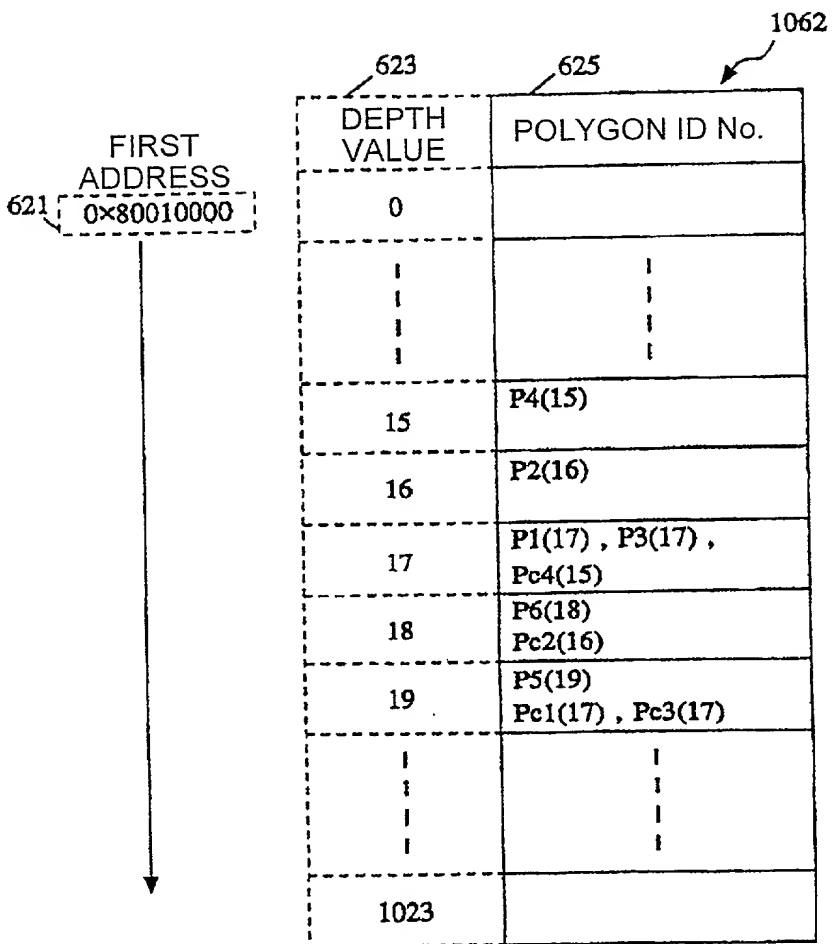 1062
623
625
FIRST
ADDRESS
DEPTH
VALUE
POLYGON ID No.
621
0×80010000
0
15
P4(15)
16
P2(16)
17
P1(17) , P3(17) ,
Pc4(15)
18
P6(18)
Pc2(16)
19
P5(19)
Pc1(17) , Pc3(17)
1023